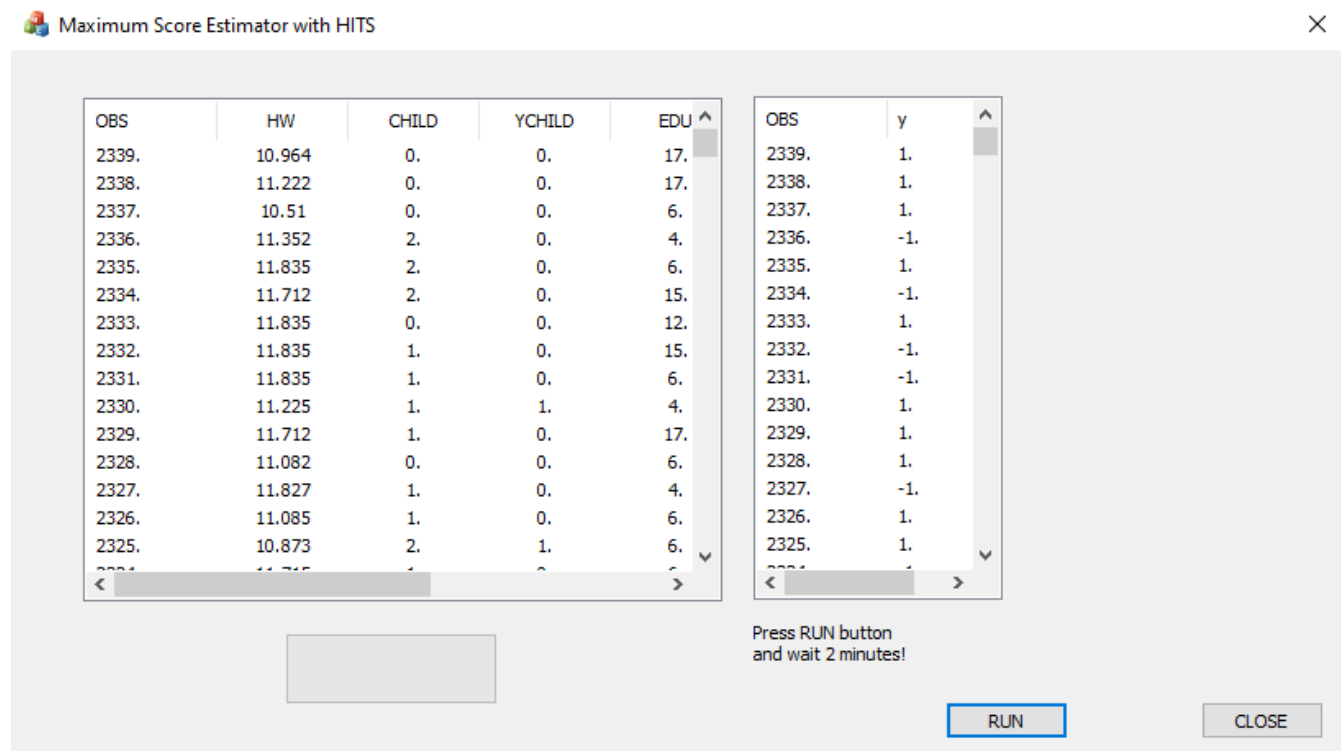 Maximum Score Estimator with HITS
OBS HW CHILD YCHILD EDU
2339. 10.964 0. 0. 17.
2338. 11.222 0. 0. 17.
2337. 10.51 0. 0. 6.
2336. 11.352 2. 0. 4.
2335. 11.835 2. 0. 6.
2334. 11.712 2. 0. 15.
2333. 11.835 0. 0. 12.
2332. 11.835 1. 0. 15.
2331. 11.835 1. 0. 6.
2330. 11.225 1. 1. 4.
2329. 11.712 1. 0. 17.
2328. 11.082 0. 0. 6.
2327. 11.827 1. 0. 4.
2326. 11.085 1. 0. 6.
2325. 10.873 2. 1. 6.
OBS y
2339. 1.
2338. 1.
2337. 1.
2336. -1.
2335. 1.
2334. -1.
2333. 1.
2332. -1.
2331. -1.
2330. 1.
2329. 1.
2328. 1.
2327. -1.
2326. 1.
2325. 1.
Press RUN button
and wait 2 minutes!
RUN
CLOSE